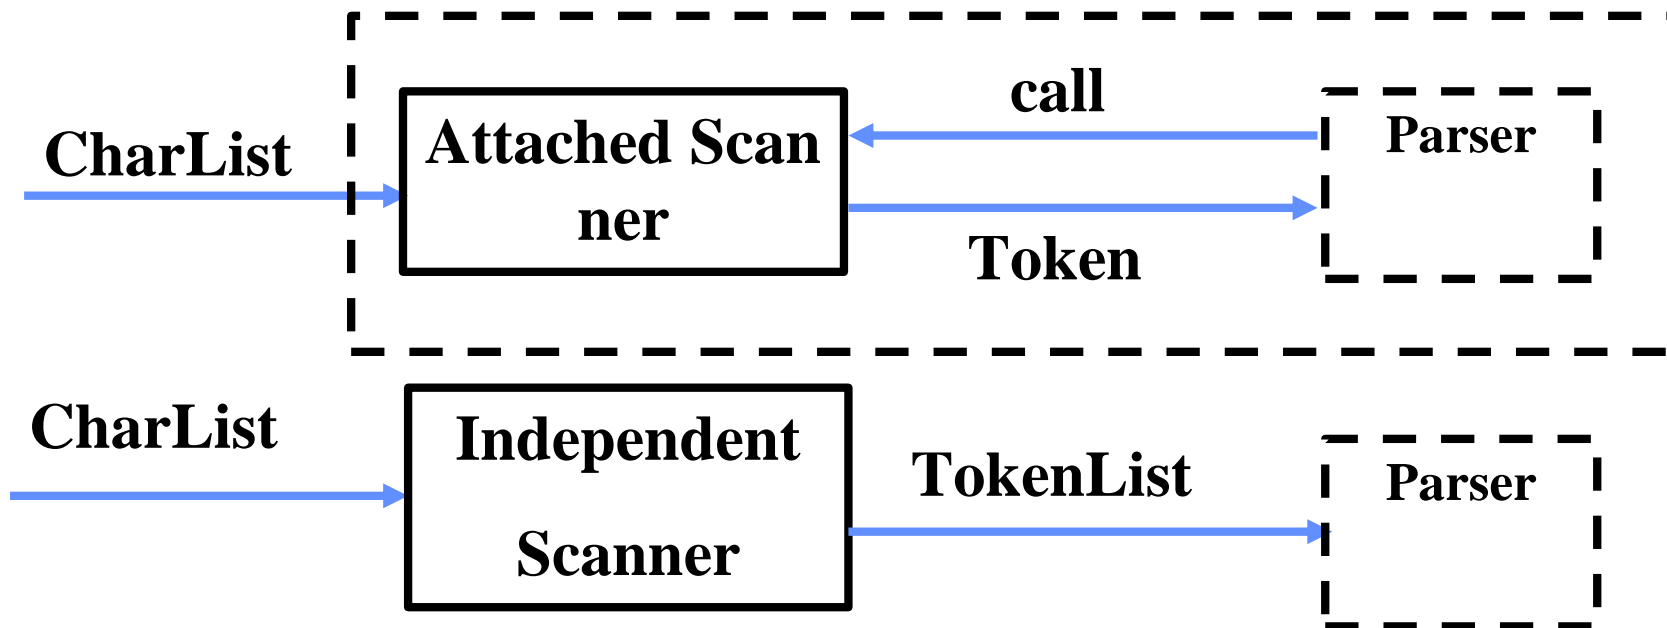 call
CharList
Attached Scan
ner
Parser
Token
CharList
Independent
Scanner
TokenList
Parser